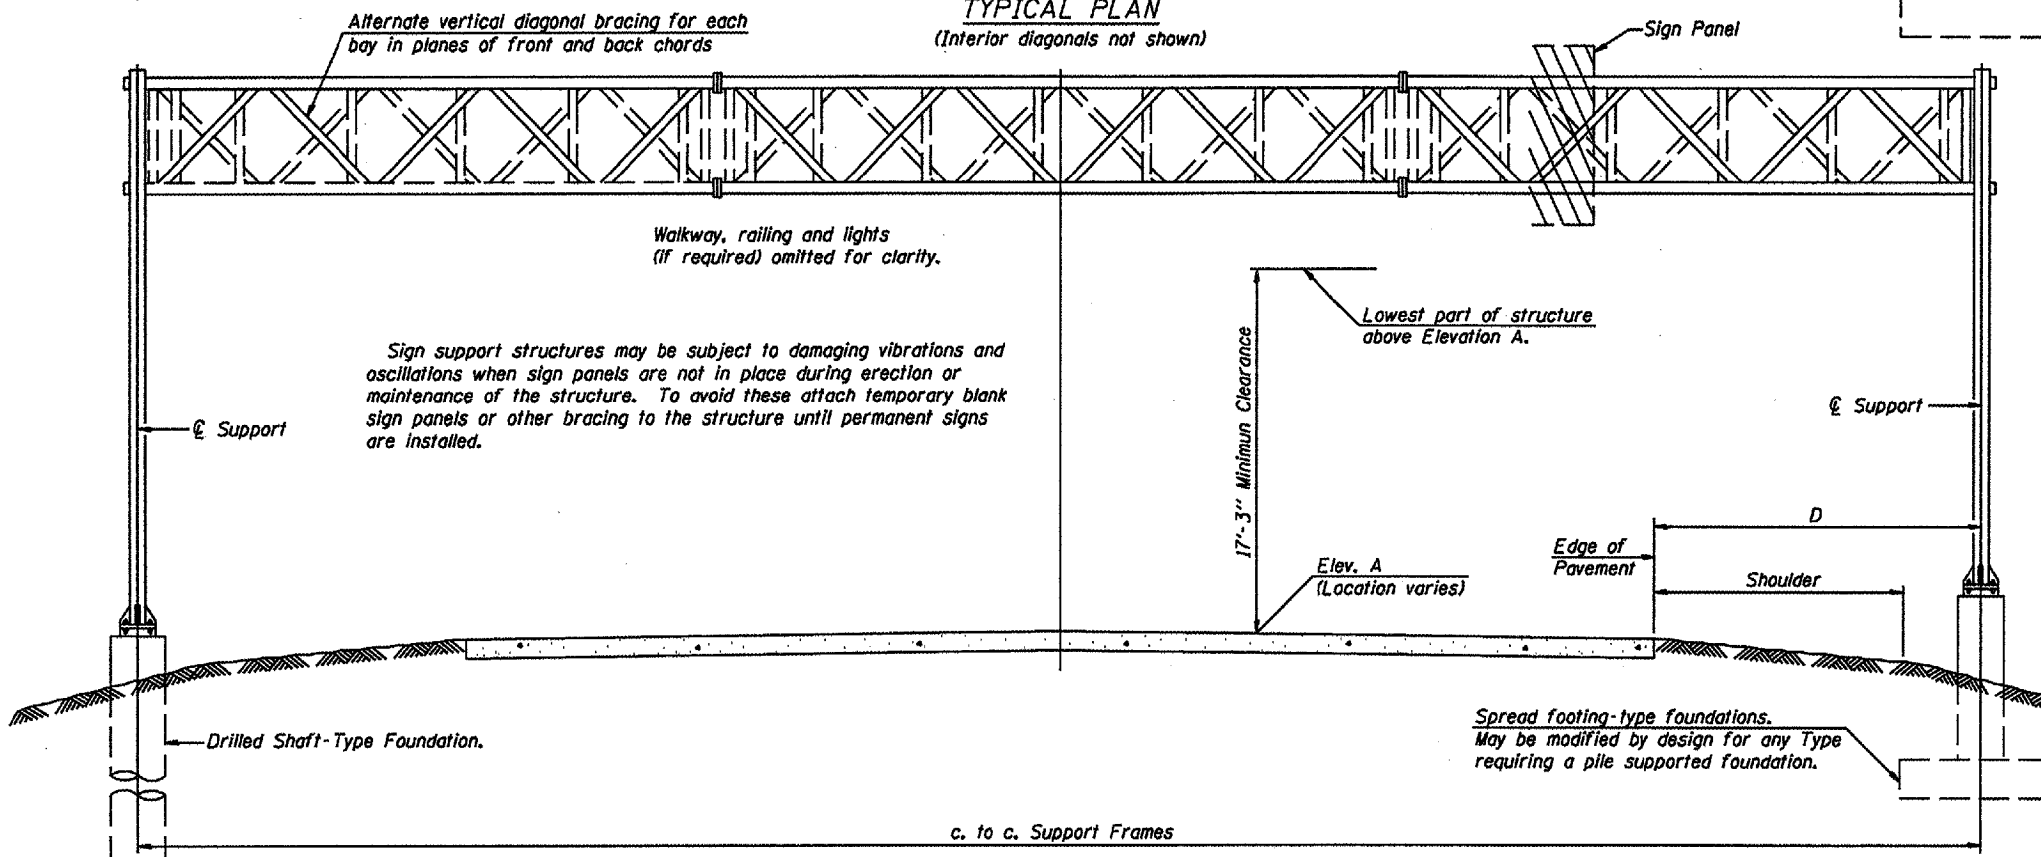 TYPICAL PLAN
(Interior diagonals not shown)
Alternate vertical diagonal bracing for each
bay in planes of front and back chords
Sign Panel
Walkway, railing and lights
(if required) omitted for clarity.
Lowest part of structure
above Elevation A.
Sign support structures may be subject to damaging vibrations and
oscillations when sign panels are not in place during erection or
maintenance of the structure. To avoid these attach temporary blank
sign panels or other bracing to the structure until permanent signs
are installed.
℄ Support
℄ Support
17'-3" Minimun Clearance
D
Edge of
Pavement
Shoulder
Elev. A
(Location varies)
Drilled Shaft-Type Foundation.
Spread footing-type foundations.
May be modified by design for any Type
requiring a pile supported foundation.
c. to c. Support Frames